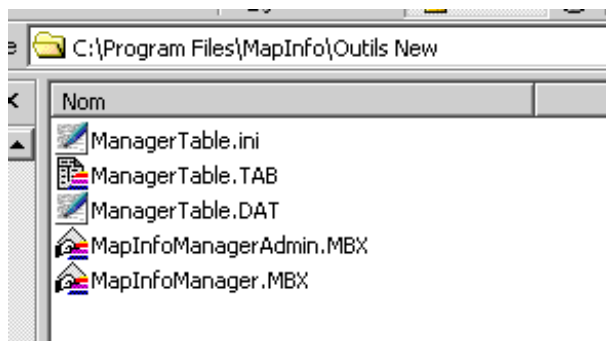 C:\Program Files\MapInfo\Outils New
Nom
ManagerTable.ini
ManagerTable.TAB
ManagerTable.DAT
MapInfoManagerAdmin.MBX
MapInfoManager.MBX